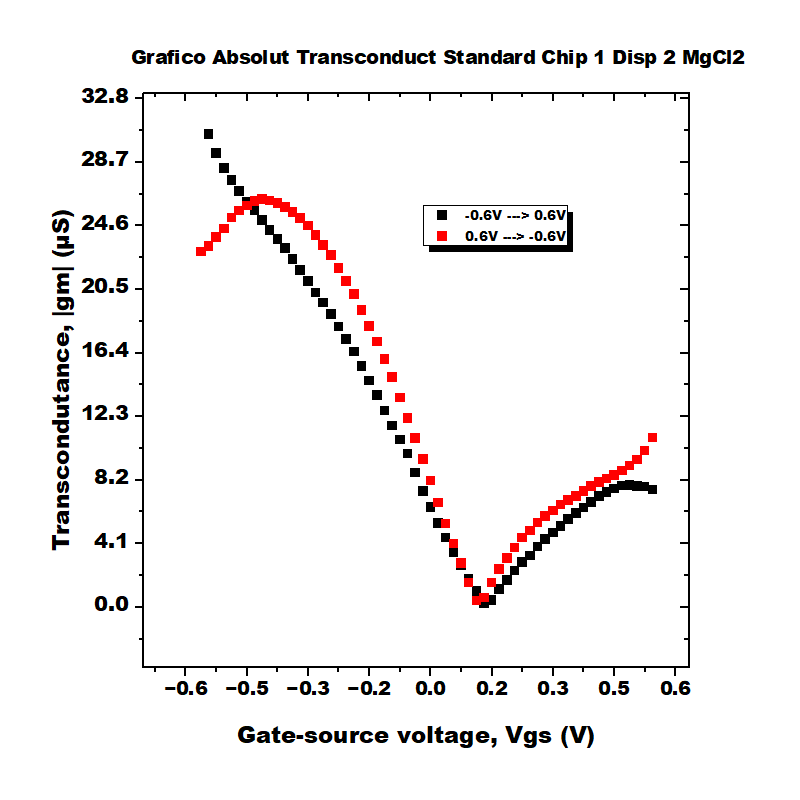 Grafico Absolut Transconduct Standard Chip 1 Disp 2 MgCl2
32.8
28.7
24.6
20.5
16.4
12.3
8.2
4.1
0.0
Transcondutance, |gm| (µS)
-0.6V ---> 0.6V
0.6V ---> -0.6V
−0.6 −0.5 −0.3 −0.2 0.0 0.2 0.3 0.5 0.6
Gate-source voltage, Vgs (V)